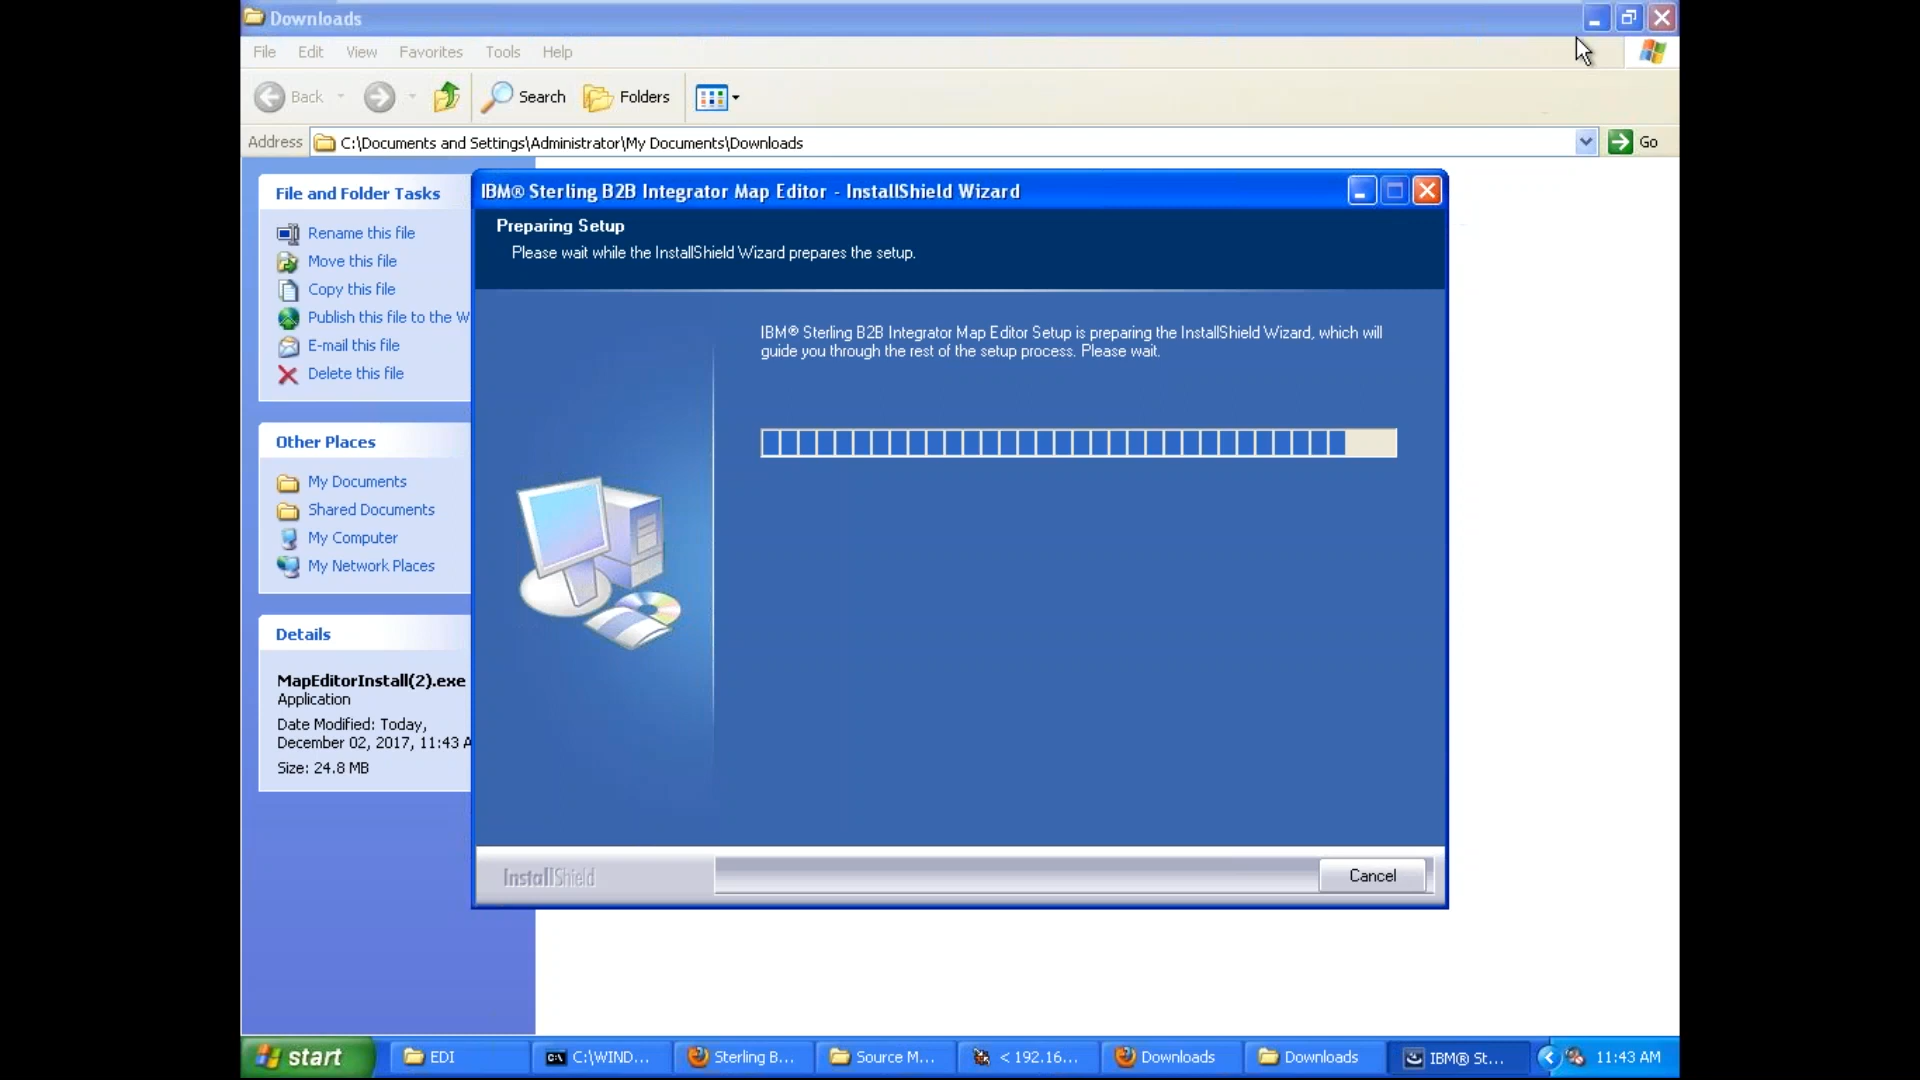 Downloads
File Edit View Favorites Tools Help
Back Search Folders
Address C:\Documents and Settings\Administrator\My Documents\Downloads Go
File and Folder Tasks
Rename this file
Move this file
Copy this file
Publish this file to the W
E-mail this file
Delete this file
Other Places
My Documents
Shared Documents
My Computer
My Network Places
Details
MapEditorInstall(2).exe
Application
Date Modified: Today,
December 02, 2017, 11:43 A
Size: 24.8 MB
IBM® Sterling B2B Integrator Map Editor - InstallShield Wizard
Preparing Setup
Please wait while the InstallShield Wizard prepares the setup.
IBM® Sterling B2B Integrator Map Editor Setup is preparing the InstallShield Wizard, which will
guide you through the rest of the setup process. Please wait.
InstallShield
Cancel
start EDI C:\WIND... Sterling B... Source M... < 192.16... Downloads Downloads IBM® St... 11:43 AM